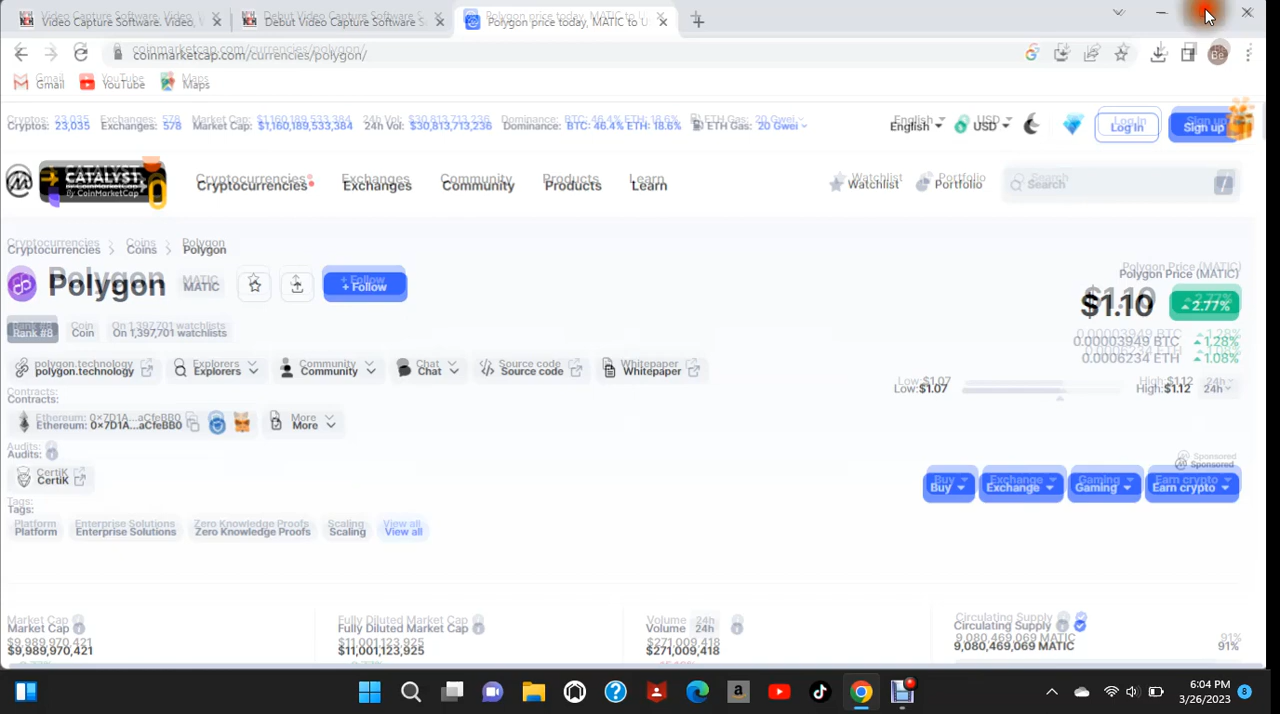 Video Capture Software. Video, V
Debut Video Capture Software S
Polygon price today, MATIC to U
coinmarketcap.com/currencies/polygon/
Be
Gmail YouTube Maps
Cryptos: 23,035 Exchanges: 578 Market Cap: $1,160,189,533,384 24h Vol: $30,813,713,236 Dominance: BTC: 46.4% ETH: 18.6% ETH Gas: 20 Gwei English USD Log In Sign up
CATALYST
By CoinMarketCap
Cryptocurrencies Exchanges Community Products Learn Watchlist Portfolio Search /
Cryptocurrencies Coins Polygon
Polygon MATIC + Follow
Polygon Price (MATIC)
$1.10 2.77%
Rank #8 Coin On 1,397,701 watchlists
0.00003949 BTC 1.28%
0.0006234 ETH 1.08%
polygon.technology Explorers Community Chat Source code Whitepaper
Low: $1.07 High: $1.12 24h
Contracts:
Ethereum: 0x7D1A...aCfeBB0 More
Audits:
CertiK
Sponsored
Buy Exchange Gaming Earn crypto
Tags:
Platform Enterprise Solutions Zero Knowledge Proofs Scaling View all
Market Cap Fully Diluted Market Cap Volume 24h Circulating Supply
$9,989,970,421 $11,001,123,925 $271,009,418 9,080,469,069 MATIC 91%
6:04 PM
3/26/2023
8